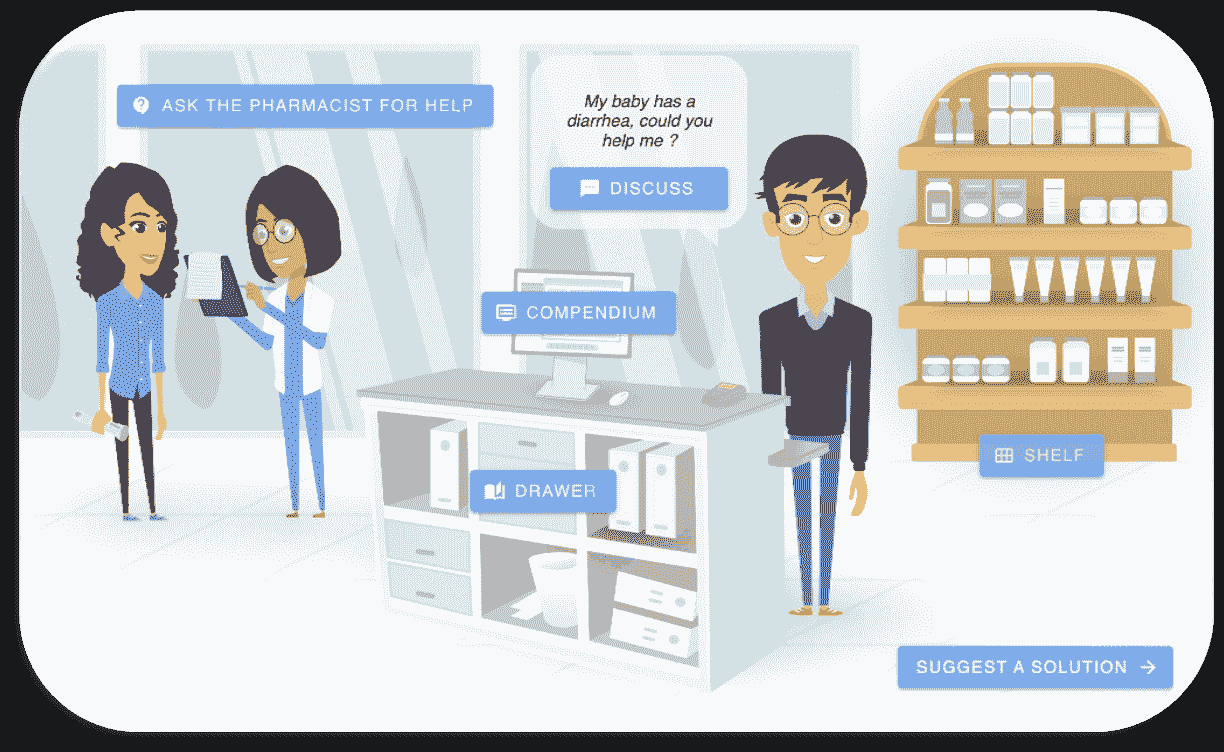 ASK THE PHARMACIST FOR HELP
My baby has a
diarrhea, could you
help me ?
DISCUSS
COMPENDIUM
DRAWER
SHELF
SUGGEST A SOLUTION